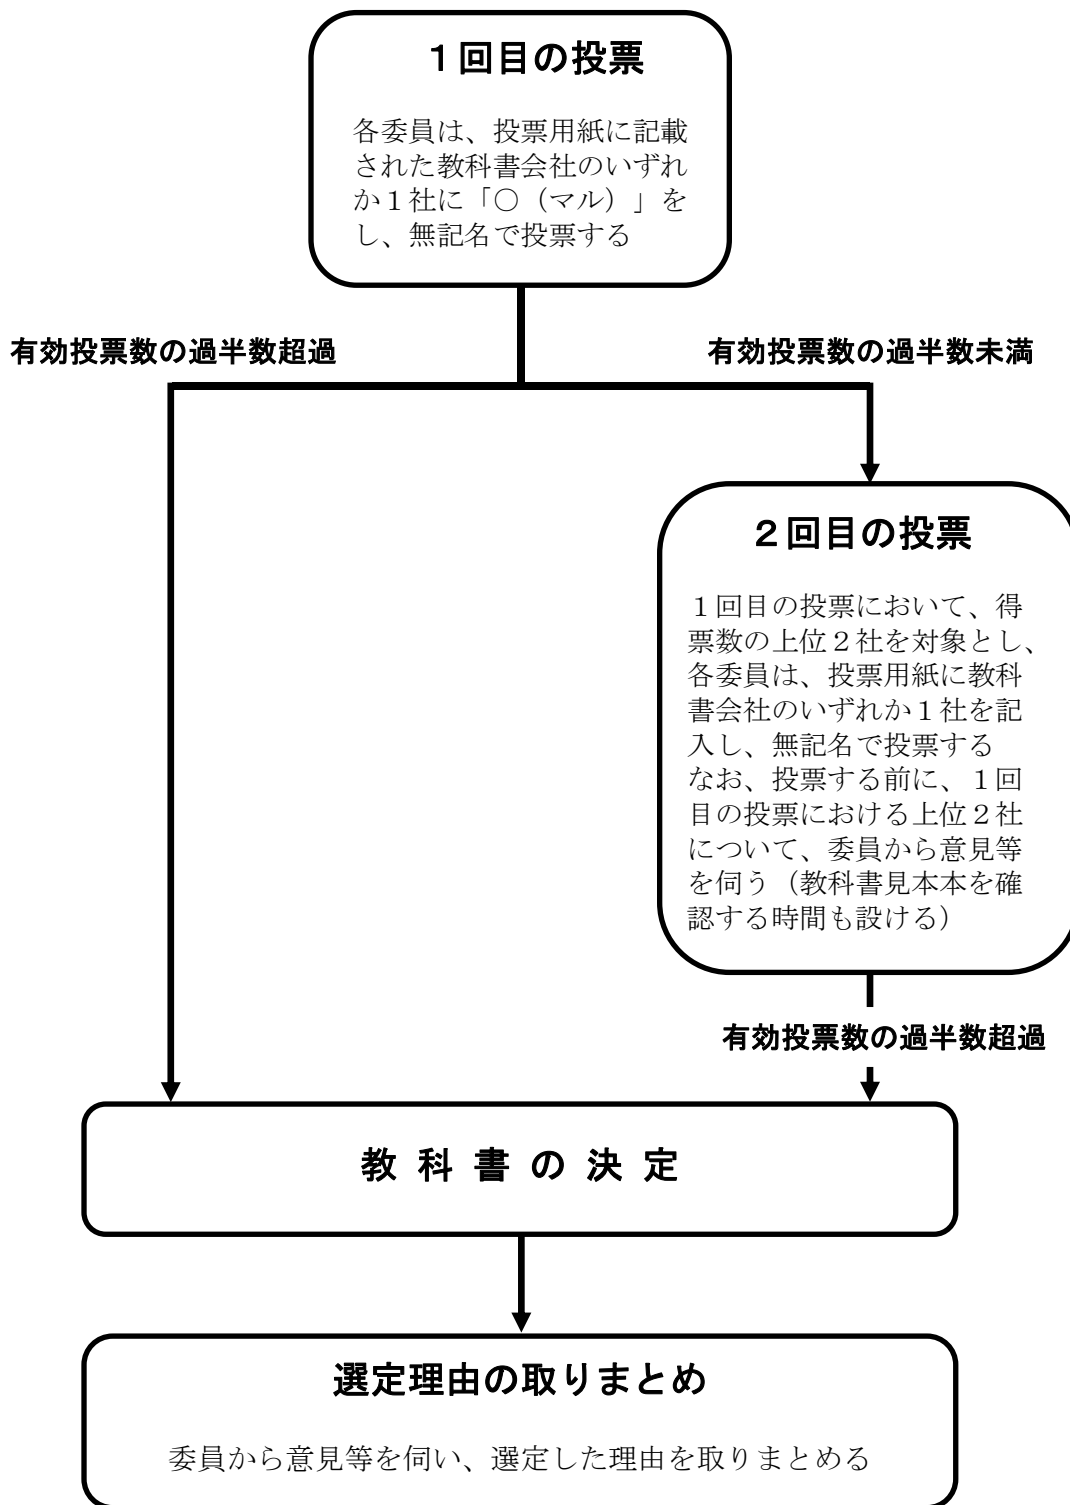 １回目の投票
各委員は、投票用紙に記載
された教科書会社のいずれ
か１社に「○（マル）」を
し、無記名で投票する
有効投票数の過半数超過
有効投票数の過半数未満
２回目の投票
１回目の投票において、得
票数の上位２社を対象とし、
各委員は、投票用紙に教科
書会社のいずれか１社を記
入し、無記名で投票する
なお、投票する前に、１回
目の投票における上位２社
について、委員から意見等
を伺う（教科書見本本を確
認する時間も設ける）
有効投票数の過半数超過
教科書の決定
選定理由の取りまとめ
委員から意見等を伺い、選定した理由を取りまとめる